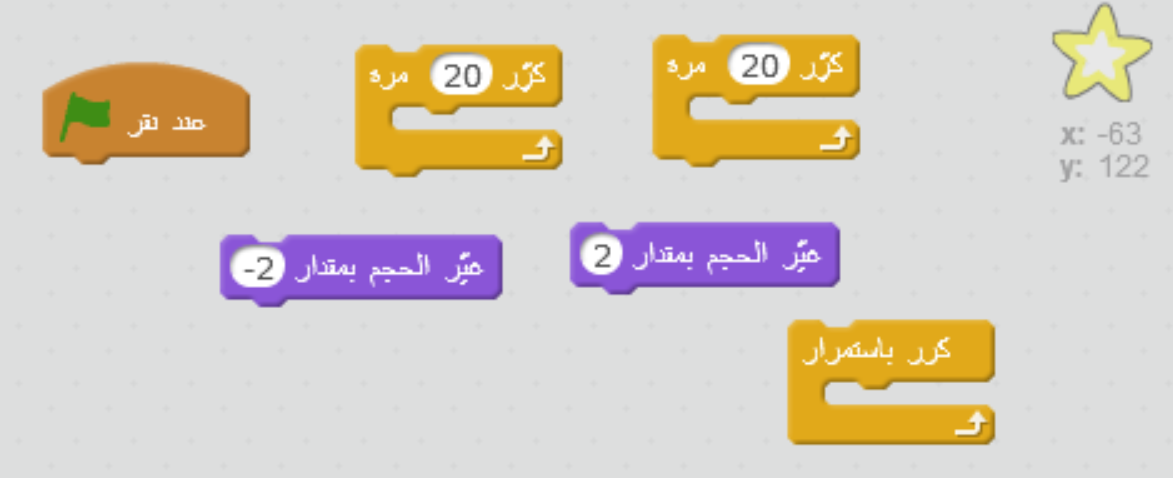 عند نقر
كرّر 20 مره
كرّر 20 مره
x: -63
y: 122
غيّر الحجم بمقدار -2
غيّر الحجم بمقدار 2
كرر باستمرار